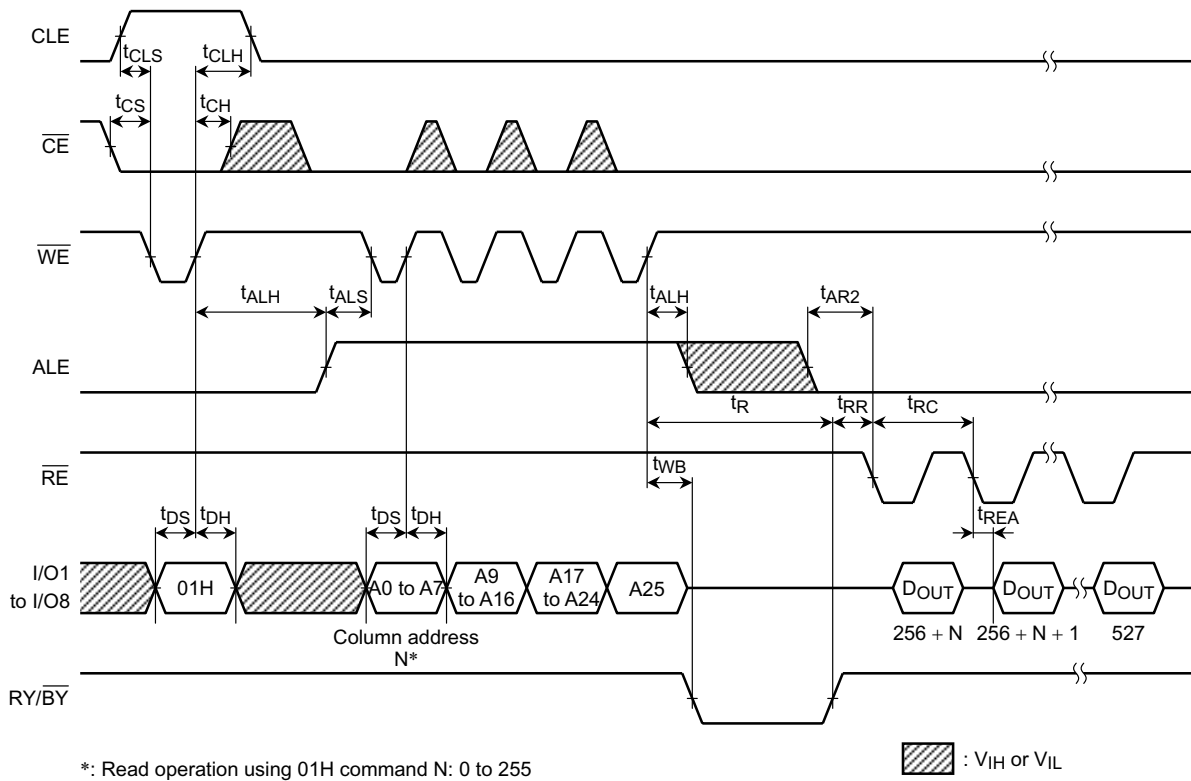 CLE
tCLS
tCLH
tCS
tCH
CE
WE
tALH
tALS
tALH
tAR2
ALE
tR
tRR
tRC
RE
tWB
tDS
tDH
tDS
tDH
tREA
I/O1
to I/O8
01H
A0 to A7
A9
to A16
A17
to A24
A25
DOUT
DOUT
DOUT
Column address
N*
256 + N
256 + N + 1
527
RY/BY
*: Read operation using 01H command N: 0 to 255
: VIH or VIL